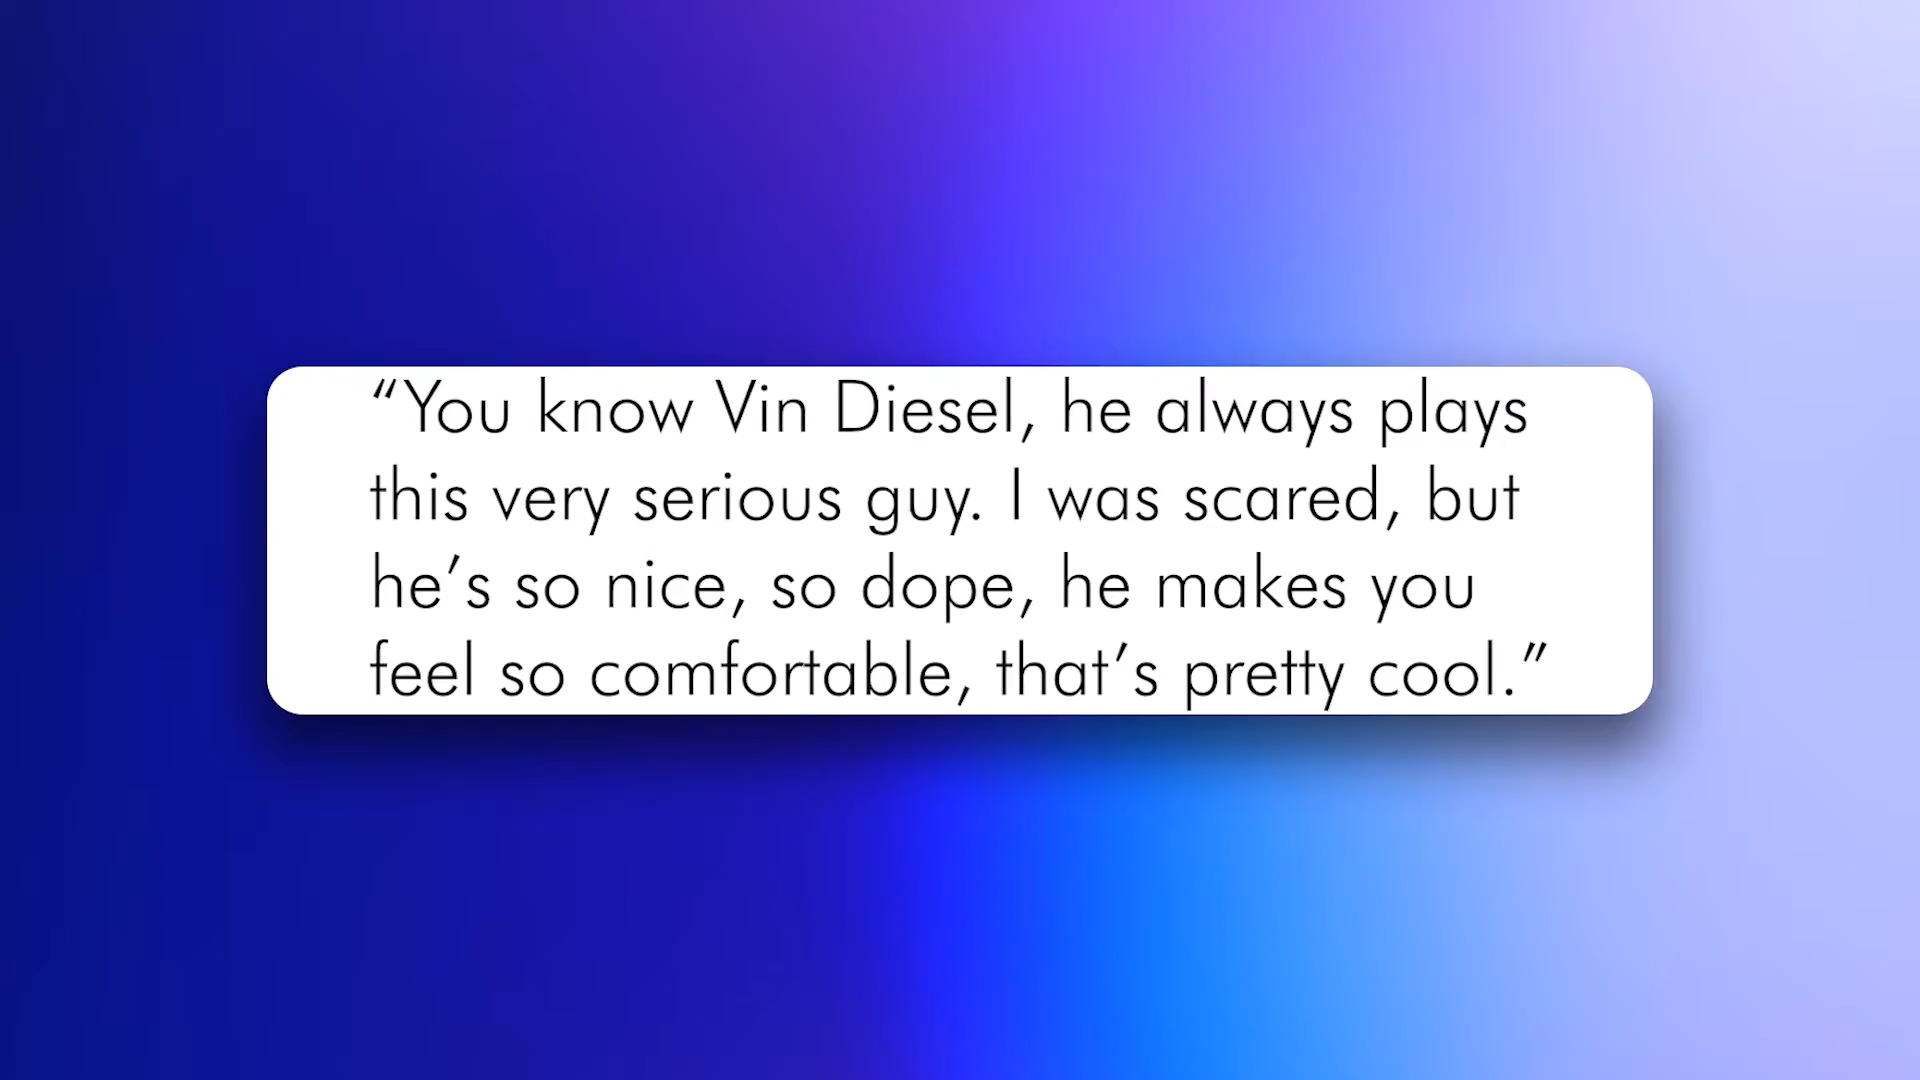 “You know Vin Diesel, he always plays
this very serious guy. I was scared, but
he’s so nice, so dope, he makes you
feel so comfortable, that’s pretty cool.”